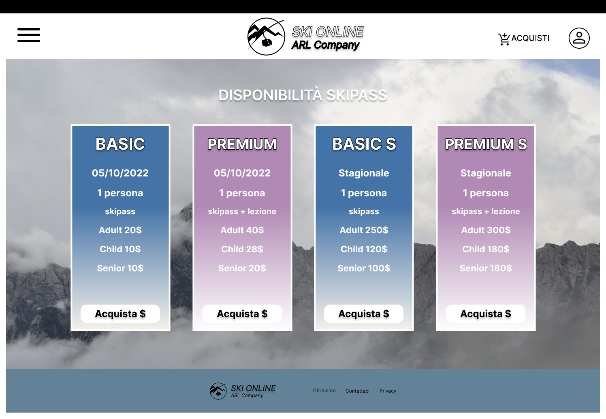 SKI ONLINE
ARL Company
ACQUISTI
DISPONIBILITÀ SKIPASS
BASIC
05/10/2022
1 persona
skipass
Adult 20$
Child 10$
Senior 10$
Acquista $
PREMIUM
05/10/2022
1 persona
skipass + lezione
Adult 40$
Child 28$
Senior 20$
Acquista $
BASIC S
Stagionale
1 persona
skipass
Adult 250$
Child 120$
Senior 100$
Acquista $
PREMIUM S
Stagionale
1 persona
skipass + lezione
Adult 300$
Child 180$
Senior 160$
Acquista $
SKI ONLINE
ARL Company
Chi siamo
Contattaci
Privacy